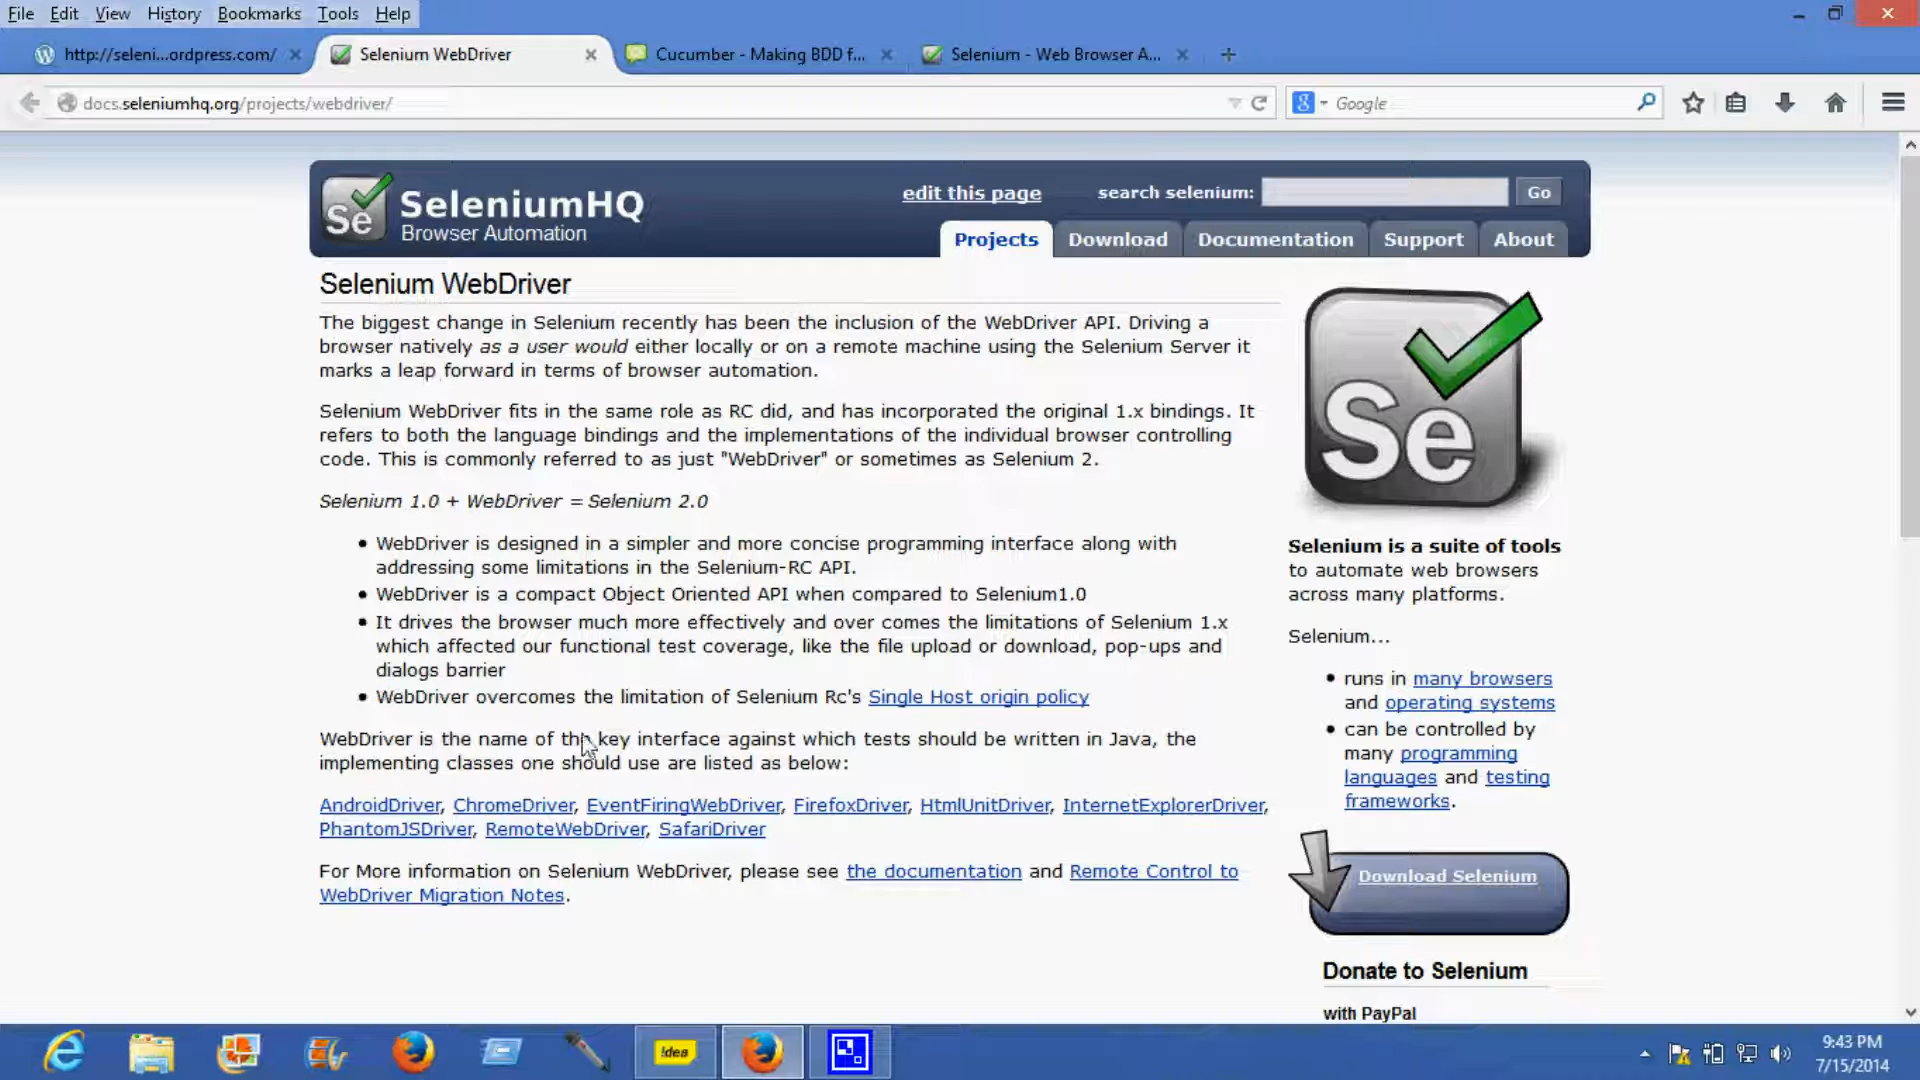 File Edit View History Bookmarks Tools Help
http://seleni...ordpress.com/ Selenium WebDriver Cucumber - Making BDD f... Selenium - Web Browser A...
docs.seleniumhq.org/projects/webdriver/ Google
Se SeleniumHQ
Browser Automation
edit this page search selenium: Go
Projects Download Documentation Support About
Selenium WebDriver
The biggest change in Selenium recently has been the inclusion of the WebDriver API. Driving a
browser natively as a user would either locally or on a remote machine using the Selenium Server it
marks a leap forward in terms of browser automation.
Selenium WebDriver fits in the same role as RC did, and has incorporated the original 1.x bindings. It
refers to both the language bindings and the implementations of the individual browser controlling
code. This is commonly referred to as just "WebDriver" or sometimes as Selenium 2.
Selenium 1.0 + WebDriver = Selenium 2.0
• WebDriver is designed in a simpler and more concise programming interface along with
addressing some limitations in the Selenium-RC API.
• WebDriver is a compact Object Oriented API when compared to Selenium1.0
• It drives the browser much more effectively and over comes the limitations of Selenium 1.x
which affected our functional test coverage, like the file upload or download, pop-ups and
dialogs barrier
• WebDriver overcomes the limitation of Selenium Rc's Single Host origin policy
WebDriver is the name of the key interface against which tests should be written in Java, the
implementing classes one should use are listed as below:
AndroidDriver, ChromeDriver, EventFiringWebDriver, FirefoxDriver, HtmlUnitDriver, InternetExplorerDriver,
PhantomJSDriver, RemoteWebDriver, SafariDriver
For More information on Selenium WebDriver, please see the documentation and Remote Control to
WebDriver Migration Notes.
Se
Selenium is a suite of tools
to automate web browsers
across many platforms.
Selenium...
• runs in many browsers
and operating systems
• can be controlled by
many programming
languages and testing
frameworks.
Download Selenium
Donate to Selenium
with PayPal
!dea
9:43 PM
7/15/2014